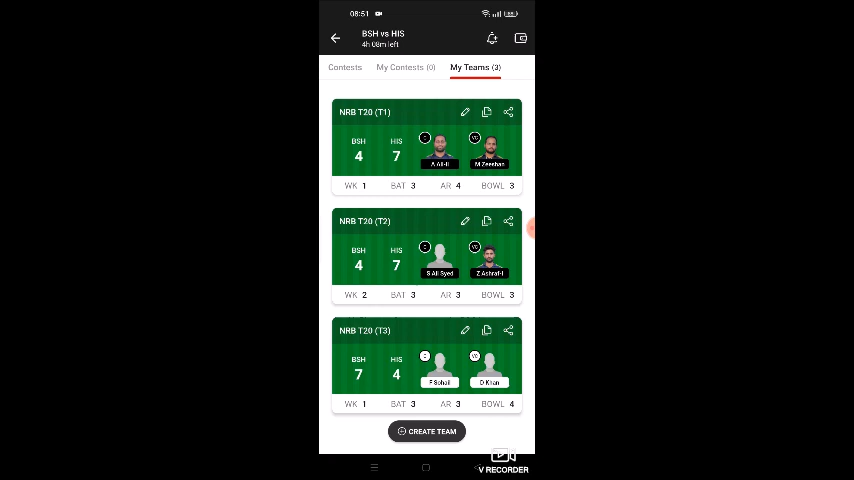 08:51
BSH vs HIS
4h 08m left
Contests My Contests (0) My Teams (3)
NRB T20 (T1)
BSH HIS
4 7
C VC
A Ali-II M Zeeshan
WK 1 BAT 3 AR 4 BOWL 3
NRB T20 (T2)
BSH HIS
4 7
C VC
S Ali Syed Z Ashraf-I
WK 2 BAT 3 AR 3 BOWL 3
NRB T20 (T3)
BSH HIS
7 4
C VC
F Sohail D Khan
WK 1 BAT 3 AR 3 BOWL 4
CREATE TEAM
V RECORDER